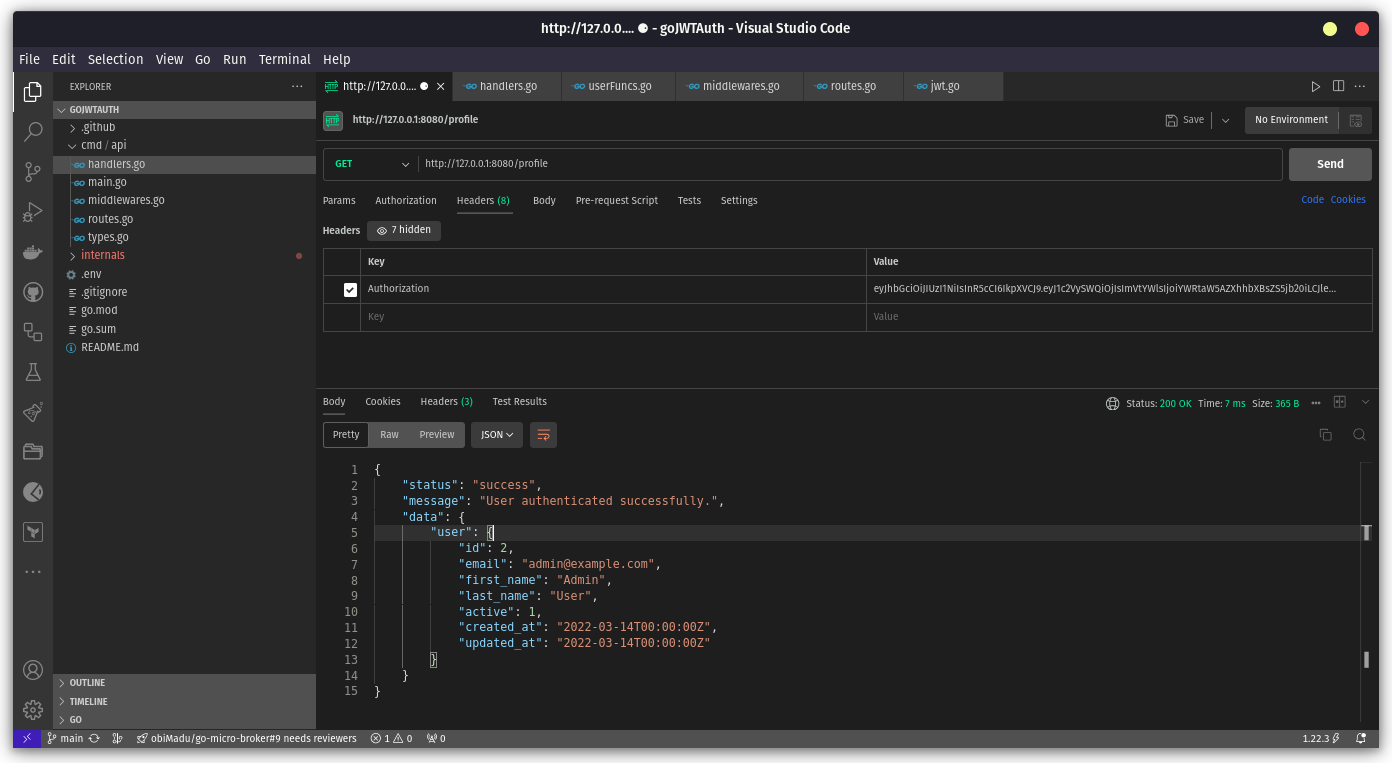 http://127.0.0.... ● - goJWTAuth - Visual Studio Code
File Edit Selection View Go Run Terminal Help
EXPLORER
GOJWTAUTH
.github
cmd / api
handlers.go
main.go
middlewares.go
routes.go
types.go
internals
.env
.gitignore
go.mod
go.sum
README.md
OUTLINE
TIMELINE
GO
http://127.0.0.... handlers.go userFuncs.go middlewares.go routes.go jwt.go
HTTP http://127.0.0.1:8080/profile Save No Environment
GET http://127.0.0.1:8080/profile Send
Params Authorization Headers (8) Body Pre-request Script Tests Settings Code Cookies
Headers 7 hidden
Key Value
Authorization eyJhbGciOiJIUzI1NiIsInR5cCI6IkpXVCJ9.eyJ1c2VySWQiOjIsImVtYWlsIjoiYWRtaW5AZXhhbXBsZS5jb20iLCJle...
Key Value
Body Cookies Headers (3) Test Results Status: 200 OK Time: 7 ms Size: 365 B
Pretty Raw Preview JSON
1 {
2 "status": "success",
3 "message": "User authenticated successfully.",
4 "data": {
5 "user": {
6 "id": 2,
7 "email": "admin@example.com",
8 "first_name": "Admin",
9 "last_name": "User",
10 "active": 1,
11 "created_at": "2022-03-14T00:00:00Z",
12 "updated_at": "2022-03-14T00:00:00Z"
13 }
14 }
15 }
main obiMadu/go-micro-broker#9 needs reviewers 1 0 0 1.22.3